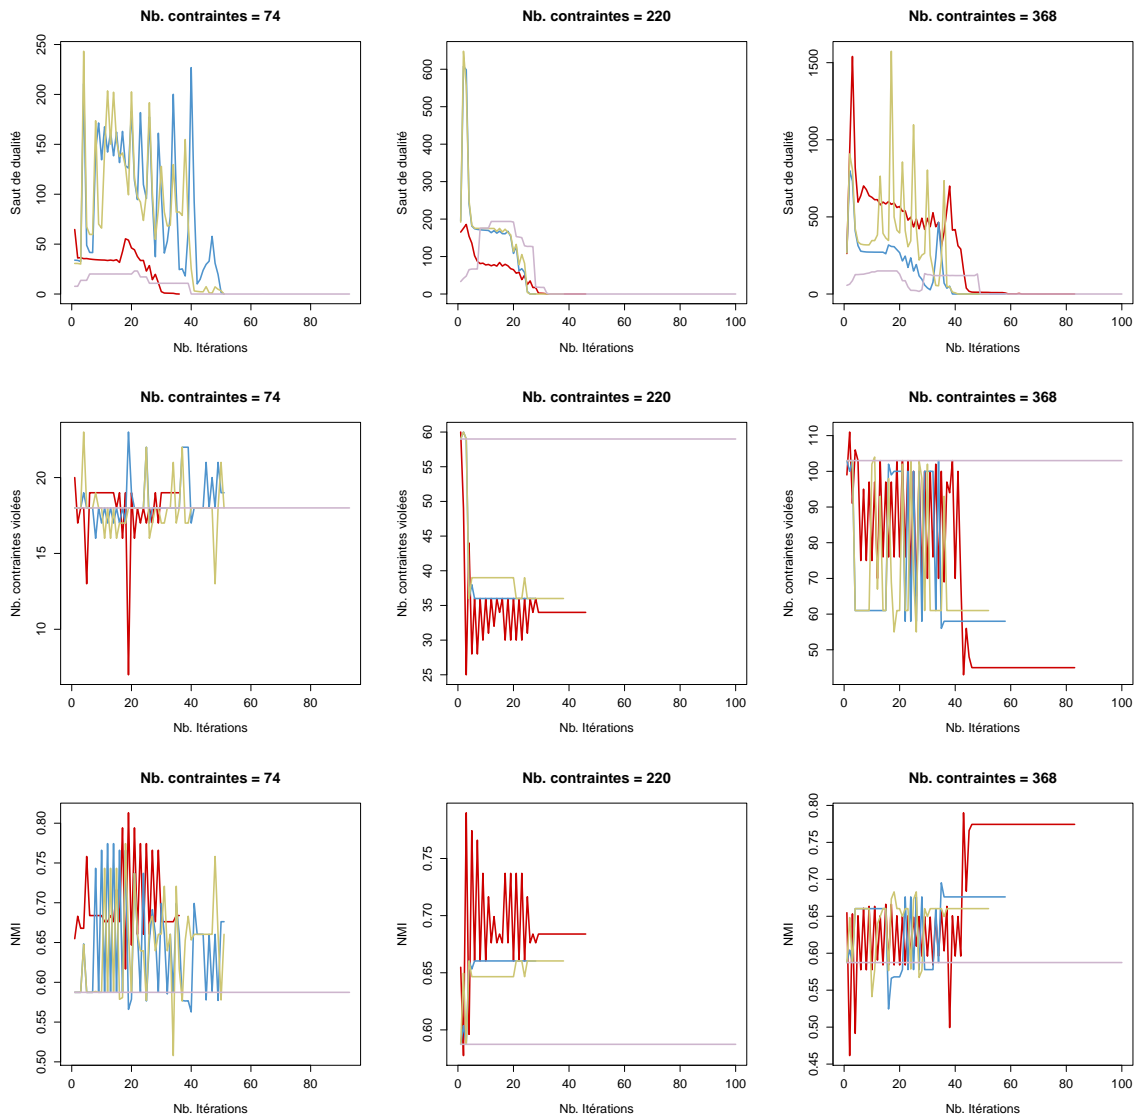 Nb. contraintes = 74
Saut de dualité
0 50 100 150 200 250
0 20 40 60 80
Nb. Itérations
Nb. contraintes = 220
Saut de dualité
0 100 200 300 400 500 600
0 20 40 60 80 100
Nb. Itérations
Nb. contraintes = 368
Saut de dualité
0 500 1000 1500
0 20 40 60 80 100
Nb. Itérations
Nb. contraintes = 74
Nb. contraintes violées
10 15 20
0 20 40 60 80
Nb. Itérations
Nb. contraintes = 220
Nb. contraintes violées
25 30 35 40 45 50 55 60
0 20 40 60 80 100
Nb. Itérations
Nb. contraintes = 368
Nb. contraintes violées
50 60 70 80 90 100 110
0 20 40 60 80 100
Nb. Itérations
Nb. contraintes = 74
NMI
0.50 0.55 0.60 0.65 0.70 0.75 0.80
0 20 40 60 80
Nb. Itérations
Nb. contraintes = 220
NMI
0.60 0.65 0.70 0.75
0 20 40 60 80 100
Nb. Itérations
Nb. contraintes = 368
NMI
0.45 0.50 0.55 0.60 0.65 0.70 0.75 0.80
0 20 40 60 80 100
Nb. Itérations